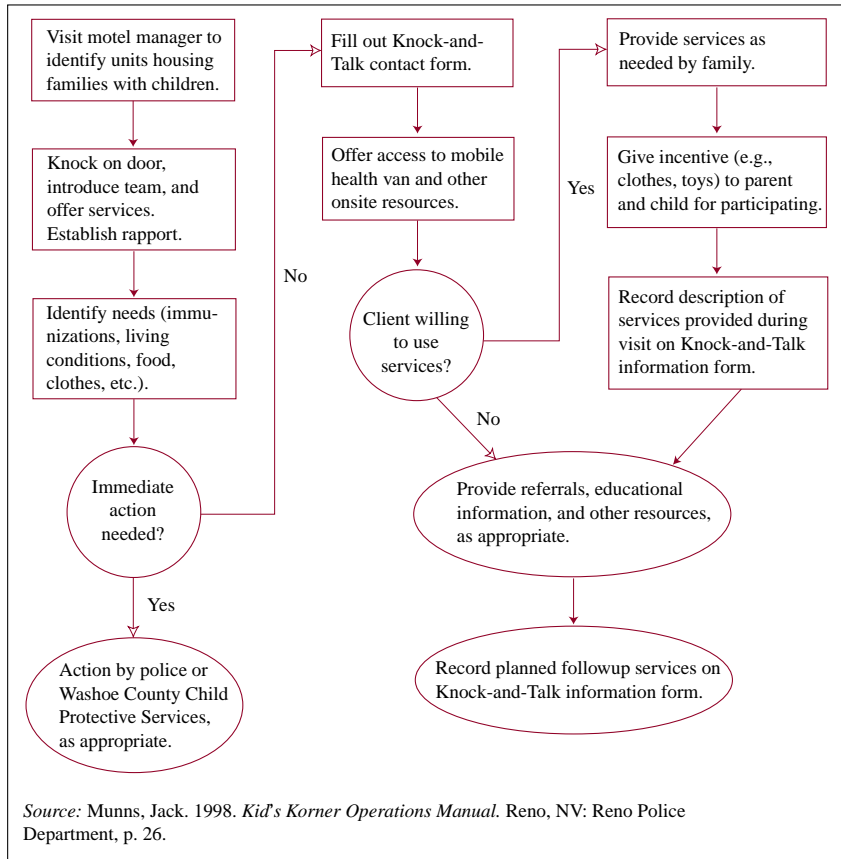 Visit motel manager to
identify units housing
families with children.
Knock on door,
introduce team, and
offer services.
Establish rapport.
Identify needs (immu-
nizations, living
conditions, food,
clothes, etc.).
Immediate
action
needed?
Yes
Action by police or
Washoe County Child
Protective Services,
as appropriate.
No
Fill out Knock-and-
Talk contact form.
Offer access to mobile
health van and other
onsite resources.
Client willing
to use
services?
Yes
Provide services as
needed by family.
Give incentive (e.g.,
clothes, toys) to parent
and child for participating.
Record description of
services provided during
visit on Knock-and-Talk
information form.
No
Provide referrals, educational
information, and other resources,
as appropriate.
Record planned followup services on
Knock-and-Talk information form.
Source: Munns, Jack. 1998. Kid's Korner Operations Manual. Reno, NV: Reno Police
Department, p. 26.